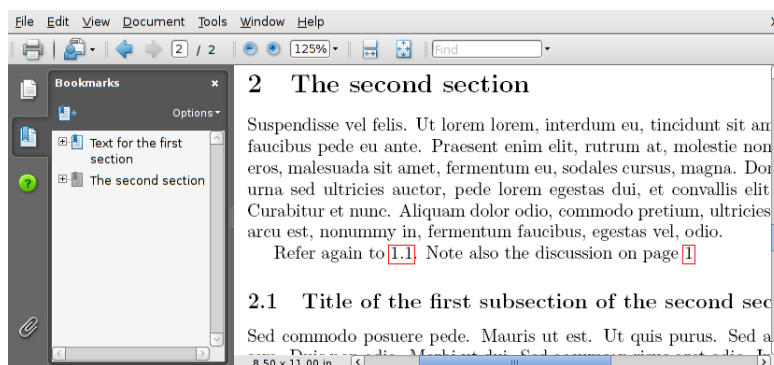 File Edit View Document Tools Window Help
2 / 2 125% Find
Bookmarks
Options
Text for the first
section
The second section
2 The second section
Suspendisse vel felis. Ut lorem lorem, interdum eu, tincidunt sit am
faucibus pede eu ante. Praesent enim elit, rutrum at, molestie non
eros, malesuada sit amet, fermentum eu, sodales cursus, magna. Don
urna sed ultricies auctor, pede lorem egestas dui, et convallis elit
Curabitur et nunc. Aliquam dolor odio, commodo pretium, ultricies
arcu est, nonummy in, fermentum faucibus, egestas vel, odio.
Refer again to 1.1. Note also the discussion on page 1
2.1 Title of the first subsection of the second sec
Sed commodo posuere pede. Mauris ut est. Ut quis purus. Sed a
8.50 x 11.00 in